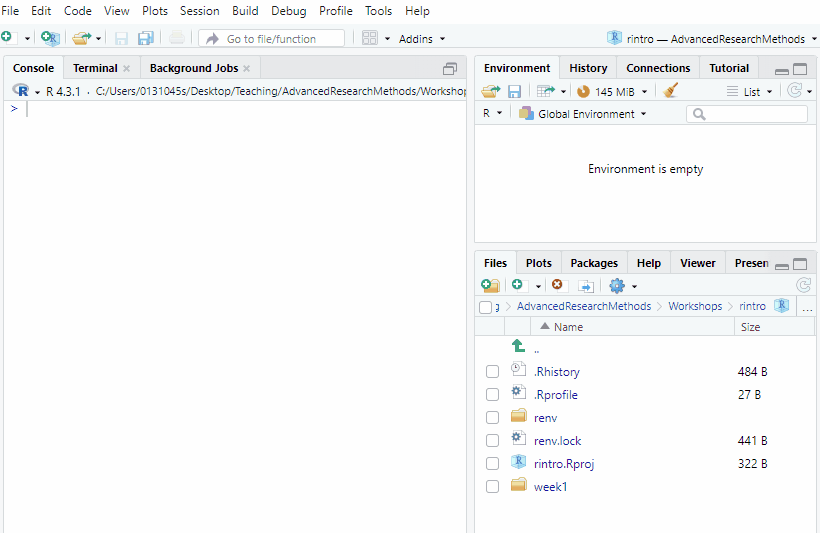 File Edit Code View Plots Session Build Debug Profile Tools Help
Go to file/function Addins rintro — AdvancedResearchMethods
Console Terminal Background Jobs
R 4.3.1 · C:/Users/0131045s/Desktop/Teaching/AdvancedResearchMethods/Workshop
>
Environment History Connections Tutorial
145 MiB List
R Global Environment
Environment is empty
Files Plots Packages Help Viewer Presen
AdvancedResearchMethods Workshops rintro ...
Name Size
..
.Rhistory 484 B
.Rprofile 27 B
renv
renv.lock 441 B
rintro.Rproj 322 B
week1